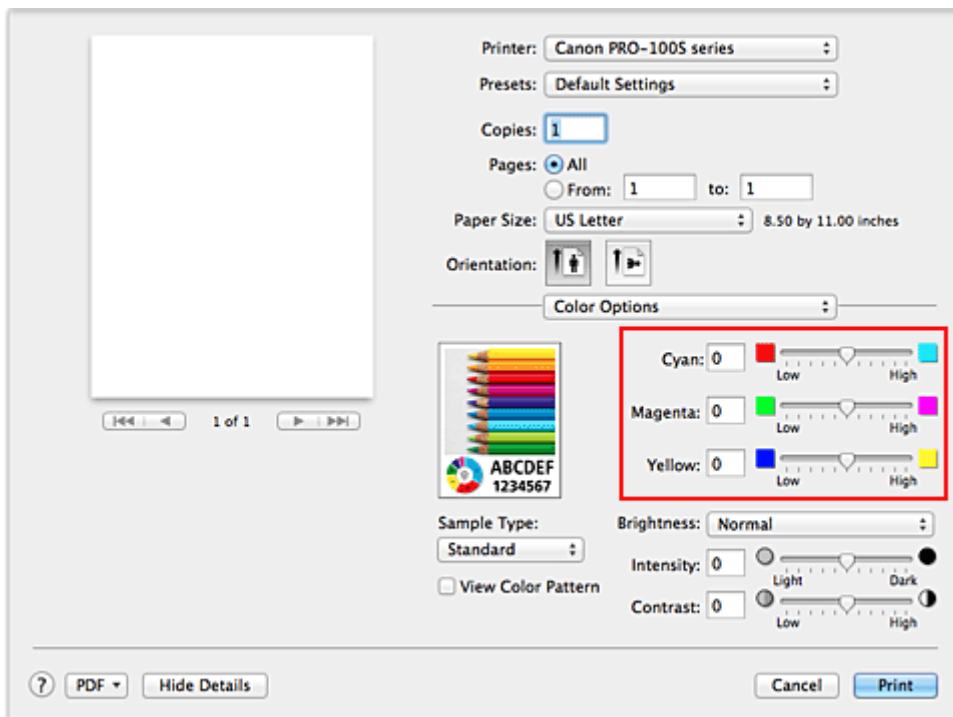 Printer: Canon PRO-100S series
Presets: Default Settings
Copies: 1
Pages: All
From: 1 to: 1
Paper Size: US Letter 8.50 by 11.00 inches
Orientation:
Color Options
1 of 1
ABCDEF
1234567
Cyan: 0
Low High
Magenta: 0
Low High
Yellow: 0
Low High
Sample Type:
Standard
View Color Pattern
Brightness: Normal
Intensity: 0
Light Dark
Contrast: 0
Low High
? PDF Hide Details Cancel Print